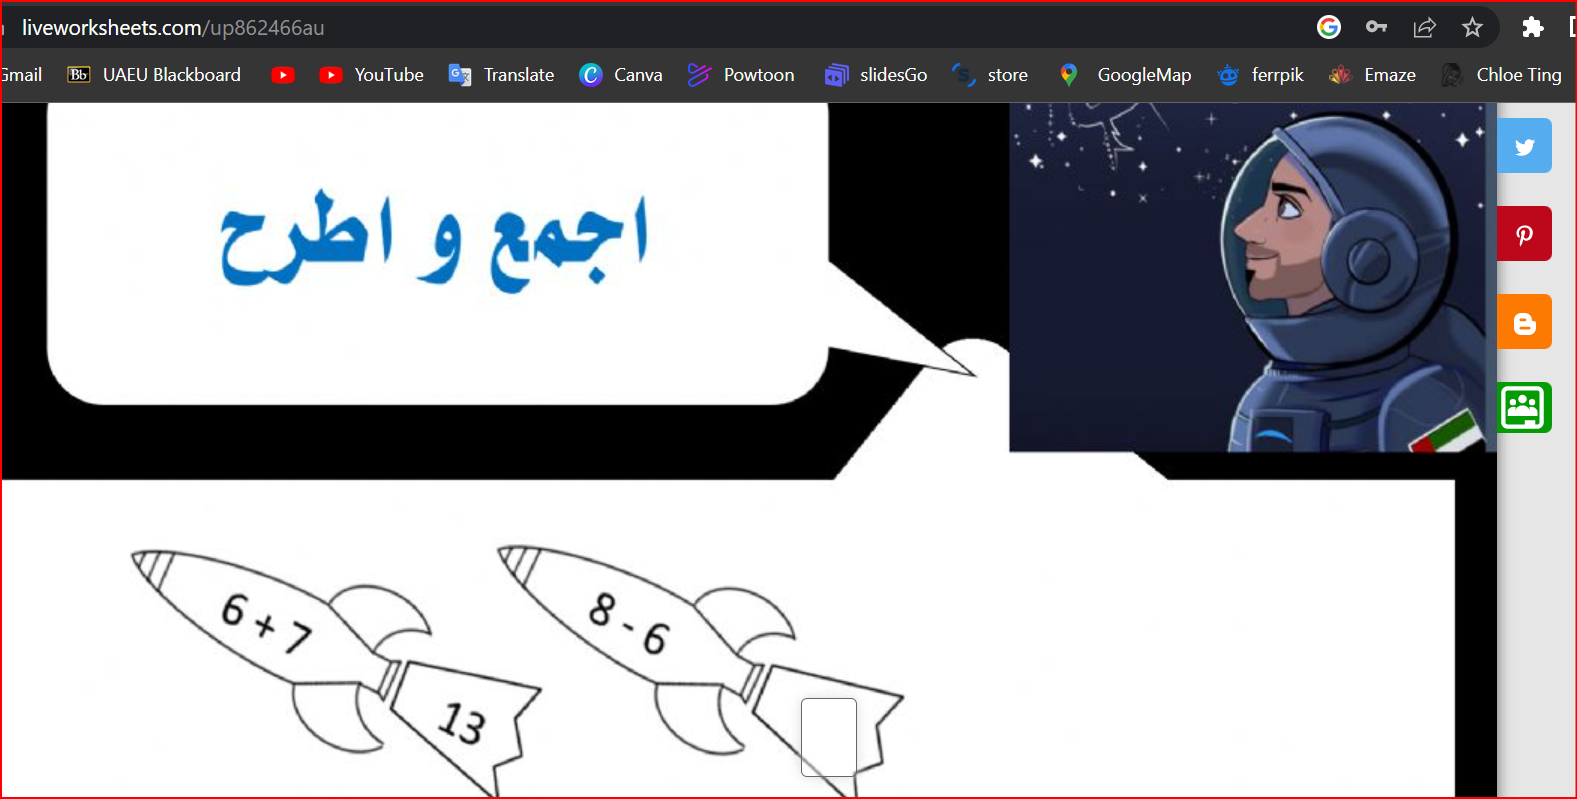 liveworksheets.com/up862466au
Gmail UAEU Blackboard YouTube Translate Canva Powtoon slidesGo store GoogleMap ferrpik Emaze Chloe Ting
اجمع و اطرح
6 + 7
8 - 6
13